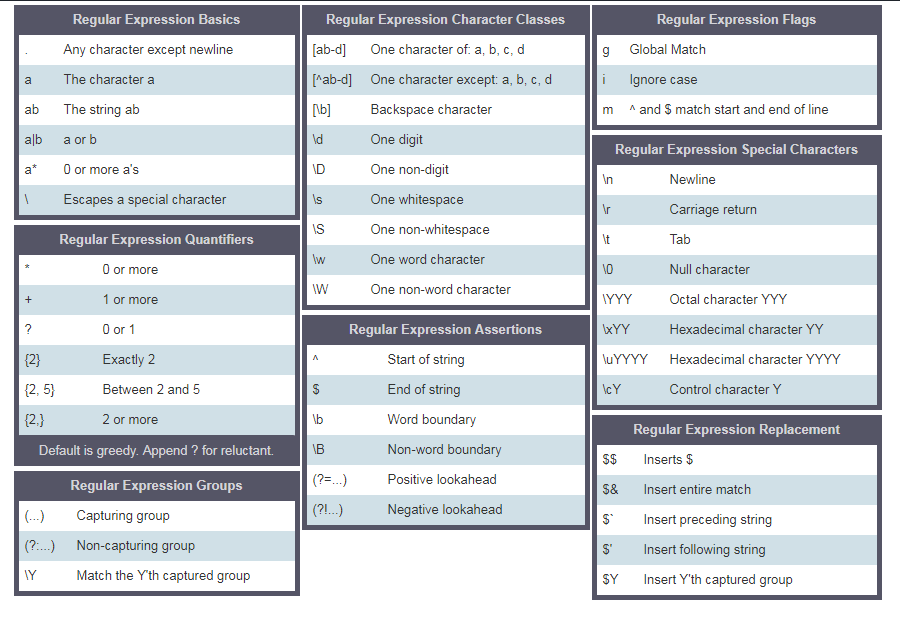 Regular Expression Basics
. Any character except newline
a The character a
ab The string ab
a|b a or b
a* 0 or more a's
\ Escapes a special character
Regular Expression Quantifiers
* 0 or more
+ 1 or more
? 0 or 1
{2} Exactly 2
{2, 5} Between 2 and 5
{2,} 2 or more
Default is greedy. Append ? for reluctant.
Regular Expression Groups
(...) Capturing group
(?:...) Non-capturing group
\Y Match the Y'th captured group
Regular Expression Character Classes
[ab-d] One character of: a, b, c, d
[^ab-d] One character except: a, b, c, d
[\b] Backspace character
\d One digit
\D One non-digit
\s One whitespace
\S One non-whitespace
\w One word character
\W One non-word character
Regular Expression Assertions
^ Start of string
$ End of string
\b Word boundary
\B Non-word boundary
(?=...) Positive lookahead
(?!...) Negative lookahead
Regular Expression Flags
g Global Match
i Ignore case
m ^ and $ match start and end of line
Regular Expression Special Characters
\n Newline
\r Carriage return
\t Tab
\0 Null character
\YYY Octal character YYY
\xYY Hexadecimal character YY
\uYYYY Hexadecimal character YYYY
\cY Control character Y
Regular Expression Replacement
$$ Inserts $
$& Insert entire match
$` Insert preceding string
$' Insert following string
$Y Insert Y'th captured group